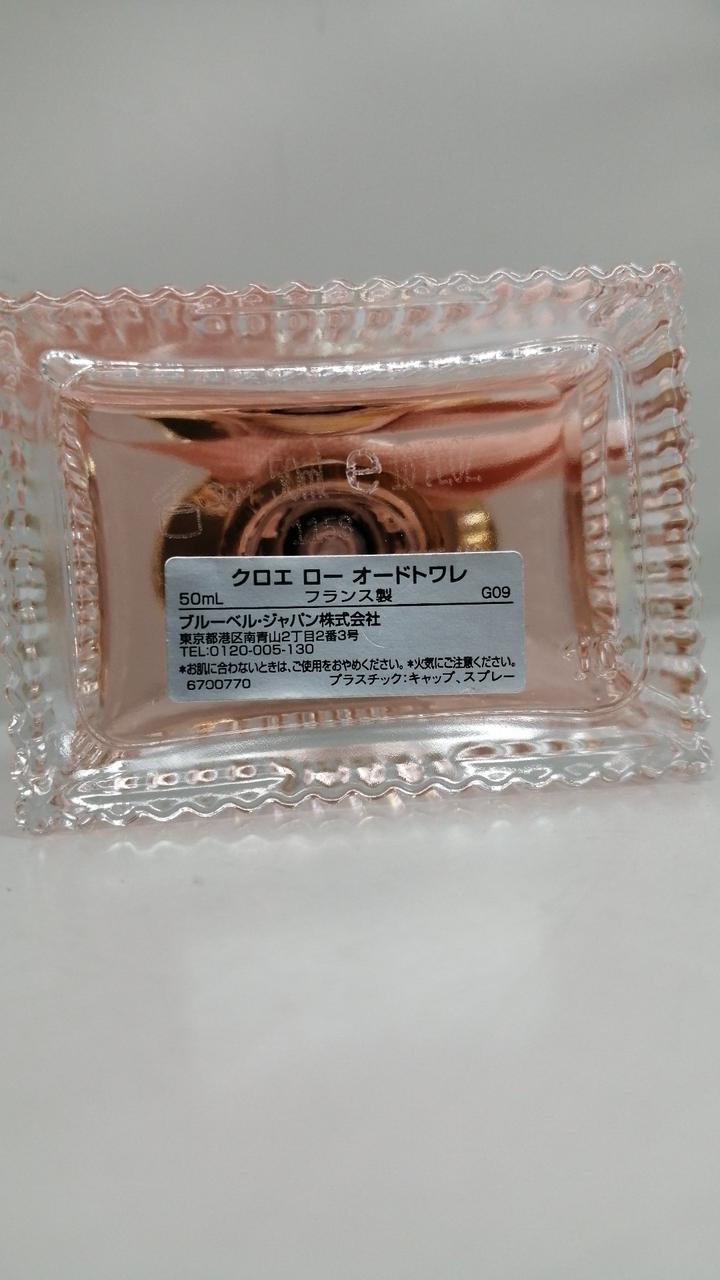 50ml e
クロエ ロー オードトワレ
50mL フランス製 G09
ブルーベル・ジャパン株式会社
東京都港区南青山2丁目2番3号
TEL:0120-005-130
*お肌に合わないときは、ご使用をおやめください。*火気にご注意ください。
6700770 プラスチック:キャップ、スプレー